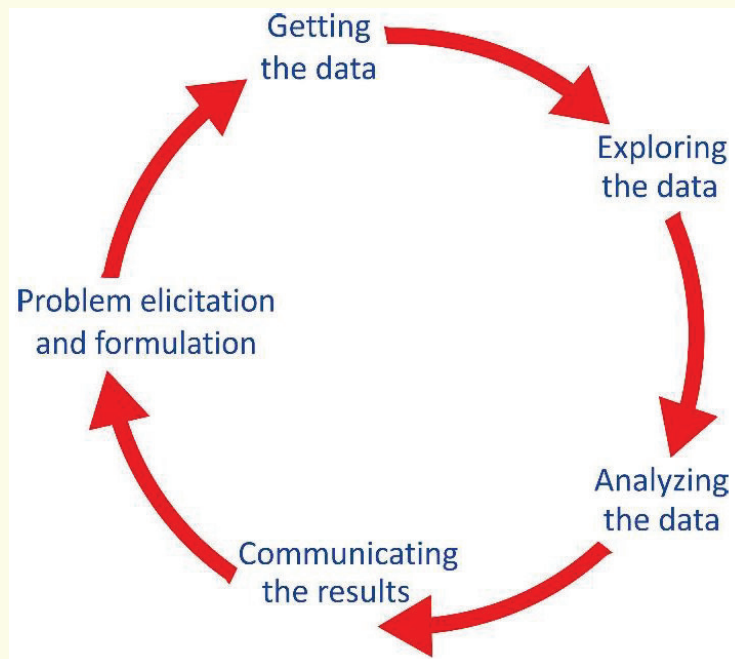 Getting
the data
Exploring
the data
Analyzing
the data
Communicating
the results
Problem elicitation
and formulation